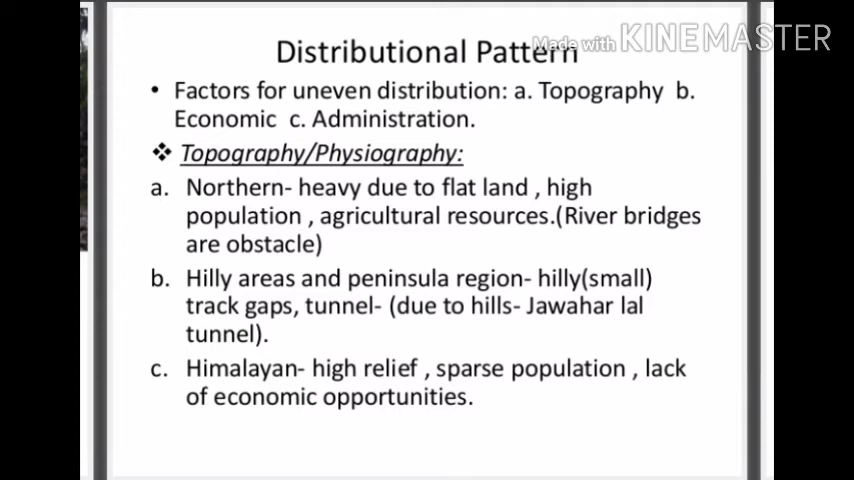 Made with KINEMASTER
Distributional Pattern
• Factors for uneven distribution: a. Topography b.
Economic c. Administration.
❖ Topography/Physiography:
a. Northern- heavy due to flat land , high
population , agricultural resources.(River bridges
are obstacle)
b. Hilly areas and peninsula region- hilly(small)
track gaps, tunnel- (due to hills- Jawahar lal
tunnel).
c. Himalayan- high relief , sparse population , lack
of economic opportunities.